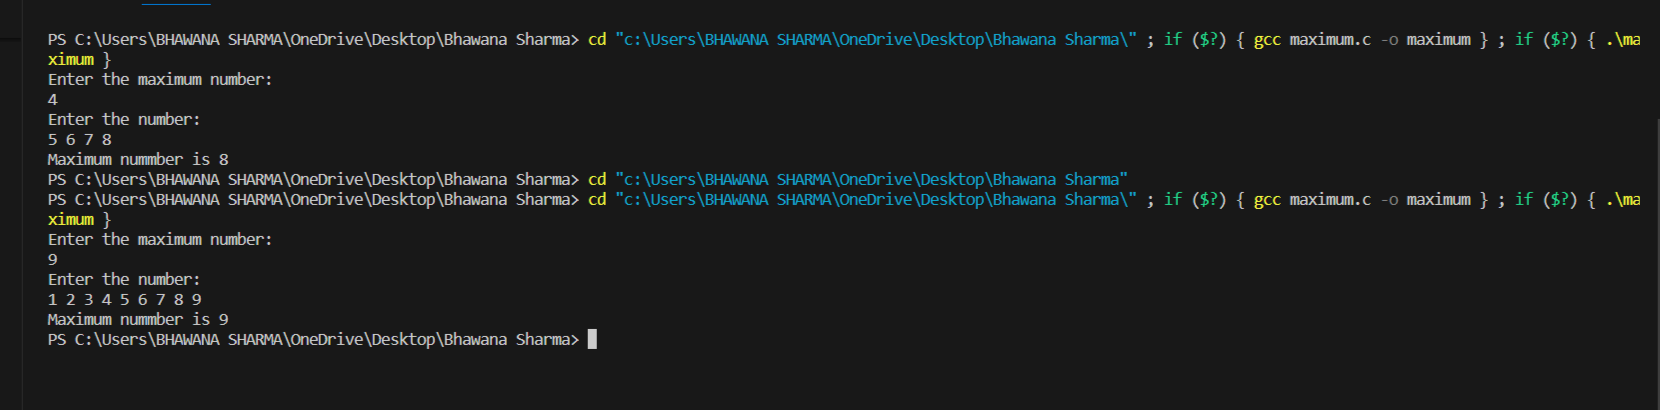 PS C:\Users\BHAWANA SHARMA\OneDrive\Desktop\Bhawana Sharma> cd "c:\Users\BHAWANA SHARMA\OneDrive\Desktop\Bhawana Sharma\" ; if ($?) { gcc maximum.c -o maximum } ; if ($?) { .\ma
ximum }
Enter the maximum number:
4
Enter the number:
5 6 7 8
Maximum nummber is 8
PS C:\Users\BHAWANA SHARMA\OneDrive\Desktop\Bhawana Sharma> cd "c:\Users\BHAWANA SHARMA\OneDrive\Desktop\Bhawana Sharma"
PS C:\Users\BHAWANA SHARMA\OneDrive\Desktop\Bhawana Sharma> cd "c:\Users\BHAWANA SHARMA\OneDrive\Desktop\Bhawana Sharma\" ; if ($?) { gcc maximum.c -o maximum } ; if ($?) { .\ma
ximum }
Enter the maximum number:
9
Enter the number:
1 2 3 4 5 6 7 8 9
Maximum nummber is 9
PS C:\Users\BHAWANA SHARMA\OneDrive\Desktop\Bhawana Sharma>